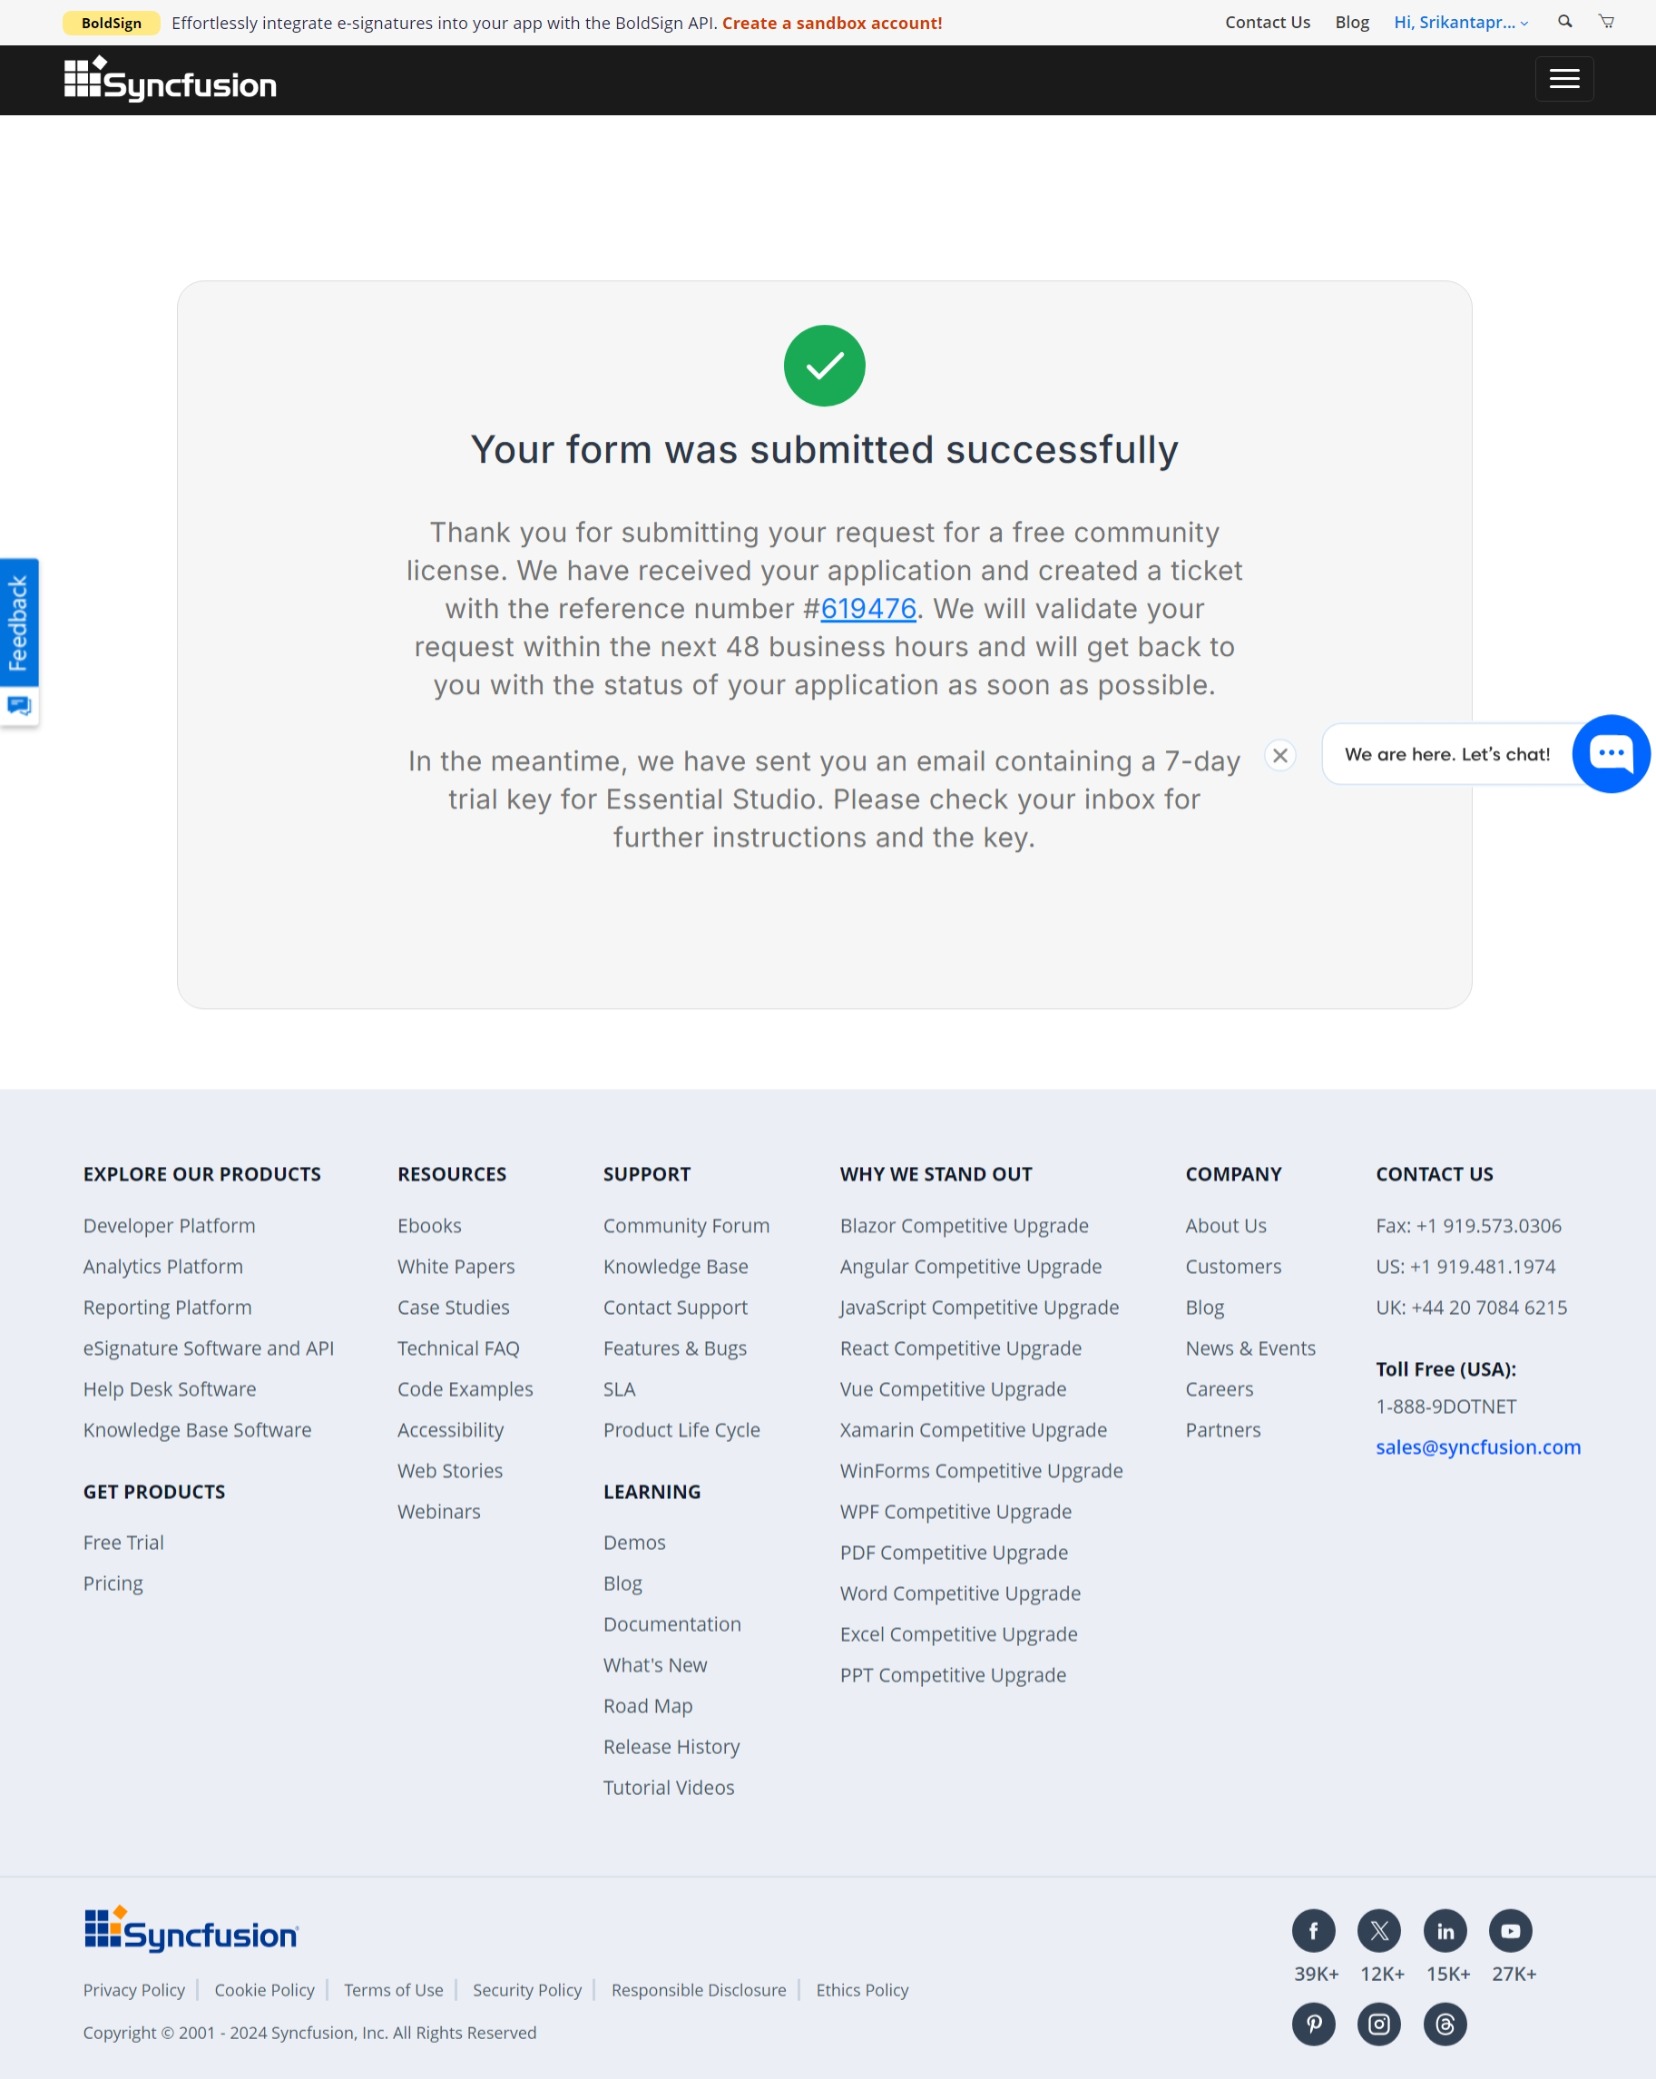 BoldSign Effortlessly integrate e-signatures into your app with the BoldSign API. Create a sandbox account! Contact Us Blog Hi, Srikantapr...
Syncfusion
Your form was submitted successfully
Thank you for submitting your request for a free community
license. We have received your application and created a ticket
with the reference number #619476. We will validate your
request within the next 48 business hours and will get back to
you with the status of your application as soon as possible.
In the meantime, we have sent you an email containing a 7-day
trial key for Essential Studio. Please check your inbox for
further instructions and the key.
Feedback
We are here. Let's chat!
EXPLORE OUR PRODUCTS
Developer Platform
Analytics Platform
Reporting Platform
eSignature Software and API
Help Desk Software
Knowledge Base Software
GET PRODUCTS
Free Trial
Pricing
RESOURCES
Ebooks
White Papers
Case Studies
Technical FAQ
Code Examples
Accessibility
Web Stories
Webinars
SUPPORT
Community Forum
Knowledge Base
Contact Support
Features & Bugs
SLA
Product Life Cycle
LEARNING
Demos
Blog
Documentation
What's New
Road Map
Release History
Tutorial Videos
WHY WE STAND OUT
Blazor Competitive Upgrade
Angular Competitive Upgrade
JavaScript Competitive Upgrade
React Competitive Upgrade
Vue Competitive Upgrade
Xamarin Competitive Upgrade
WinForms Competitive Upgrade
WPF Competitive Upgrade
PDF Competitive Upgrade
Word Competitive Upgrade
Excel Competitive Upgrade
PPT Competitive Upgrade
COMPANY
About Us
Customers
Blog
News & Events
Careers
Partners
CONTACT US
Fax: +1 919.573.0306
US: +1 919.481.1974
UK: +44 20 7084 6215
Toll Free (USA):
1-888-9DOTNET
sales@syncfusion.com
Syncfusion
Privacy Policy Cookie Policy Terms of Use Security Policy Responsible Disclosure Ethics Policy
Copyright © 2001 - 2024 Syncfusion, Inc. All Rights Reserved
39K+ 12K+ 15K+ 27K+